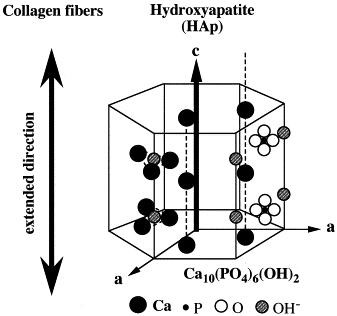 Collagen fibers
Hydroxyapatite
(HAp)
c
extended direction
a
a
Ca10(PO4)6(OH)2
Ca
P
O
OH-